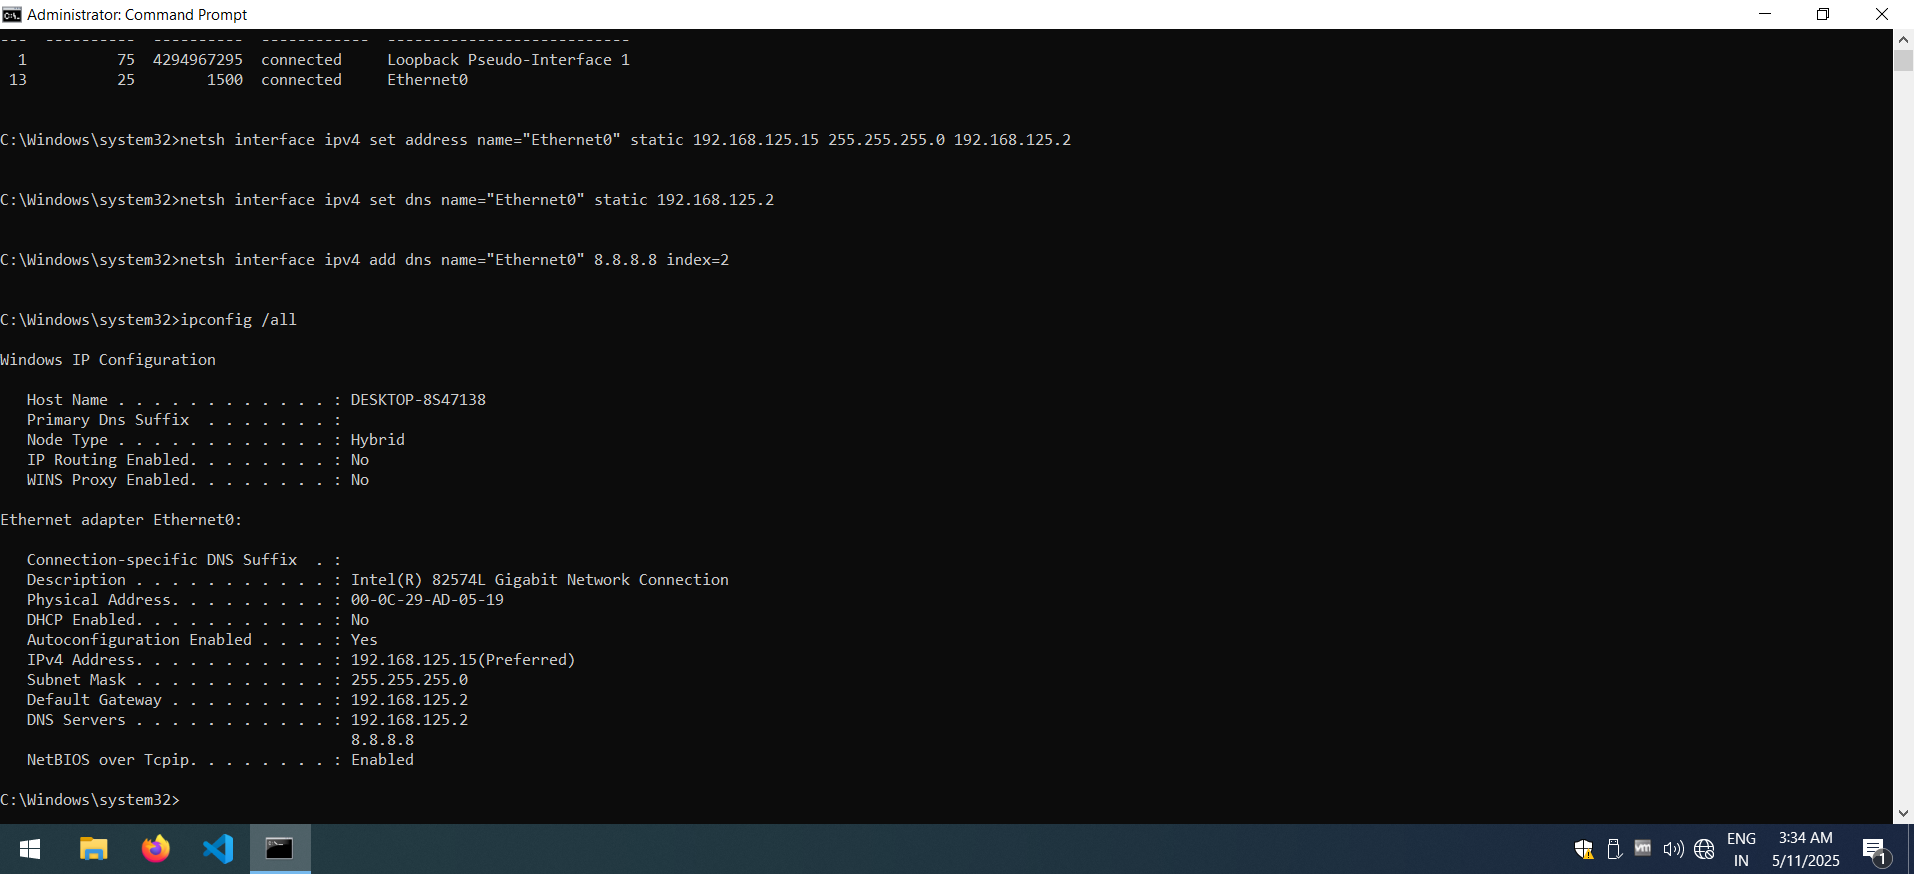 Administrator: Command Prompt
---  ----------  ----------  ------------  ---------------------------
  1          75  4294967295  connected     Loopback Pseudo-Interface 1
 13          25        1500  connected     Ethernet0
C:\Windows\system32>netsh interface ipv4 set address name="Ethernet0" static 192.168.125.15 255.255.255.0 192.168.125.2
C:\Windows\system32>netsh interface ipv4 set dns name="Ethernet0" static 192.168.125.2
C:\Windows\system32>netsh interface ipv4 add dns name="Ethernet0" 8.8.8.8 index=2
C:\Windows\system32>ipconfig /all
Windows IP Configuration
   Host Name . . . . . . . . . . . . : DESKTOP-8S47138
   Primary Dns Suffix  . . . . . . . :
   Node Type . . . . . . . . . . . . : Hybrid
   IP Routing Enabled. . . . . . . . : No
   WINS Proxy Enabled. . . . . . . . : No
Ethernet adapter Ethernet0:
   Connection-specific DNS Suffix  . :
   Description . . . . . . . . . . . : Intel(R) 82574L Gigabit Network Connection
   Physical Address. . . . . . . . . : 00-0C-29-AD-05-19
   DHCP Enabled. . . . . . . . . . . : No
   Autoconfiguration Enabled . . . . : Yes
   IPv4 Address. . . . . . . . . . . : 192.168.125.15(Preferred)
   Subnet Mask . . . . . . . . . . . : 255.255.255.0
   Default Gateway . . . . . . . . . : 192.168.125.2
   DNS Servers . . . . . . . . . . . : 192.168.125.2
                                       8.8.8.8
   NetBIOS over Tcpip. . . . . . . . : Enabled
C:\Windows\system32>
vm
ENG
IN
3:34 AM
5/11/2025
1